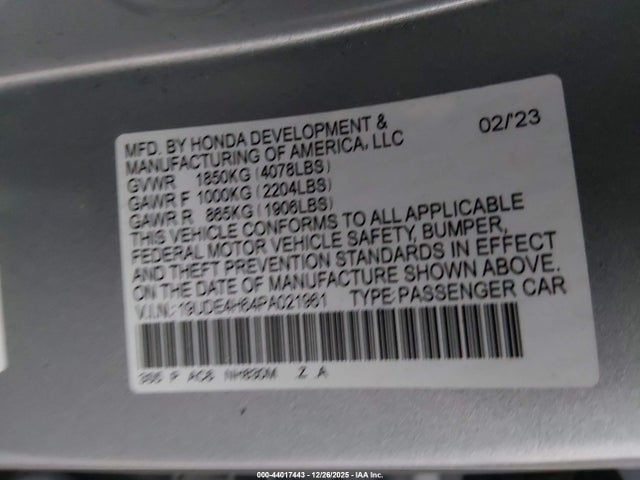 MFD. BY HONDA DEVELOPMENT & 02/'23
MANUFACTURING OF AMERICA, LLC
GVWR 1850KG (4078LBS)
GAWR F 1000KG (2204LBS)
GAWR R 865KG (1906LBS)
THIS VEHICLE CONFORMS TO ALL APPLICABLE
FEDERAL MOTOR VEHICLE SAFETY, BUMPER,
AND THEFT PREVENTION STANDARDS IN EFFECT
ON THE DATE OF MANUFACTURE SHOWN ABOVE.
V.I.N.: 19UDE4H64PA021961 TYPE:PASSENGER CAR
P AC8 NH830M Z A
000-44017443 - 12/26/2025 - IAA Inc.